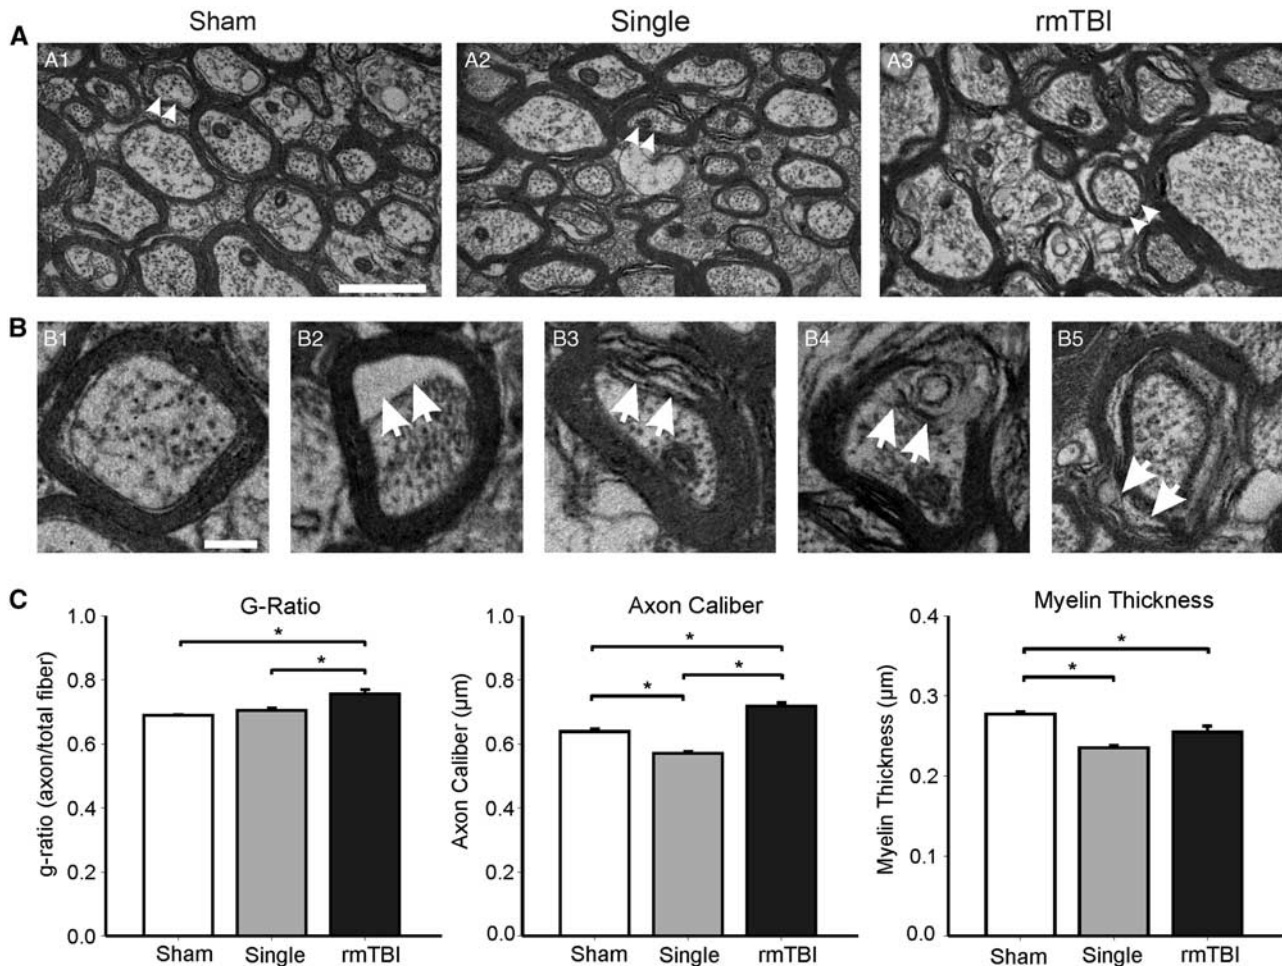 Sham Single rmTBI
A
A1 A2 A3
B
B1 B2 B3 B4 B5
C
G-Ratio
g-ratio (axon/total fiber)
1.0
0.8
0.6
0.4
0.2
0.0
* *
Sham Single rmTBI
Axon Caliber
Axon Caliber (µm)
1.0
0.8
0.6
0.4
0.2
0.0
* * *
Sham Single rmTBI
Myelin Thickness
Myelin Thickness (µm)
0.4
0.3
0.2
0.1
0.0
* *
Sham Single rmTBI